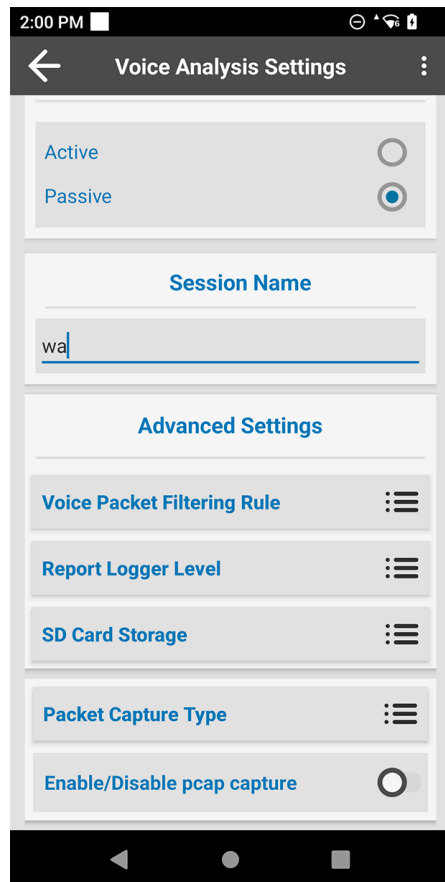 2:00 PM
6
Voice Analysis Settings
Active
Passive
Session Name
wa
Advanced Settings
Voice Packet Filtering Rule
Report Logger Level
SD Card Storage
Packet Capture Type
Enable/Disable pcap capture